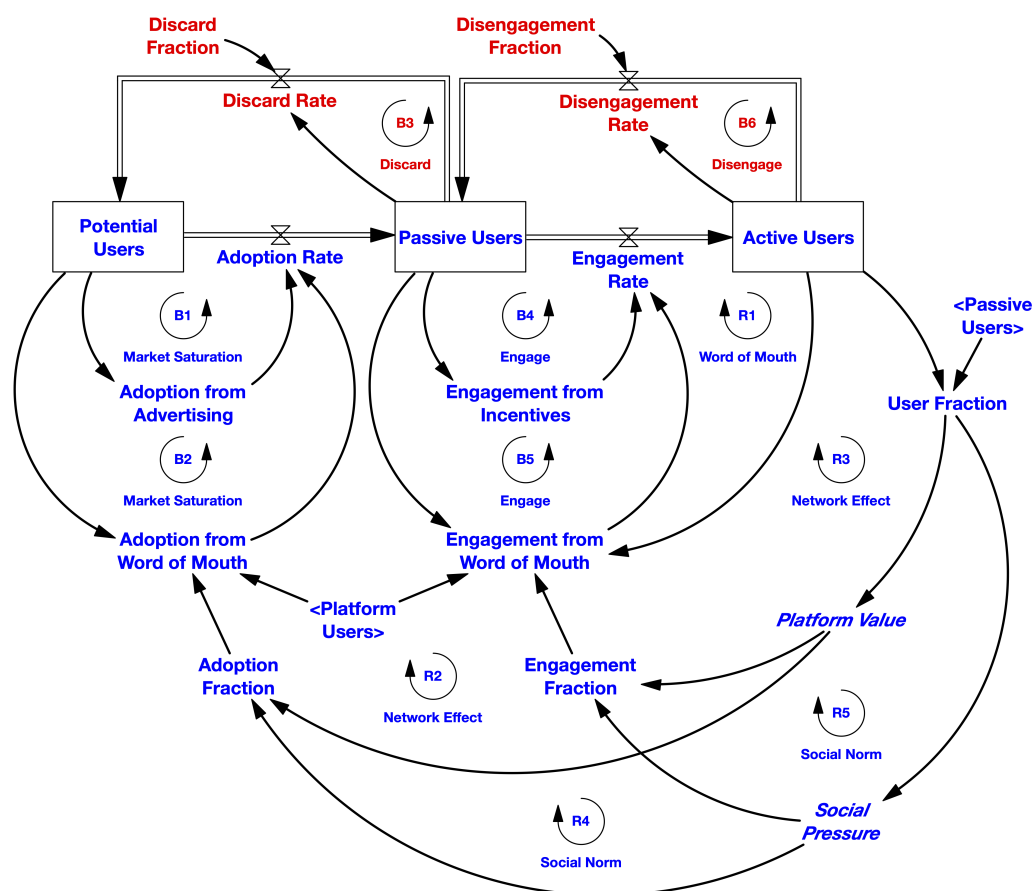 Discard
Fraction
Disengagement
Fraction
Discard Rate
B3
Discard
Disengagement
Rate
B6
Disengage
Potential
Users
Adoption Rate
Passive Users
Engagement
Rate
Active Users
B1
Market Saturation
B4
Engage
R1
Word of Mouth
<Passive
Users>
Adoption from
Advertising
Engagement from
Incentives
User Fraction
B2
Market Saturation
B5
Engage
R3
Network Effect
Adoption from
Word of Mouth
Engagement from
Word of Mouth
<Platform
Users>
Platform Value
Adoption
Fraction
R2
Network Effect
Engagement
Fraction
R5
Social Norm
R4
Social Norm
Social
Pressure